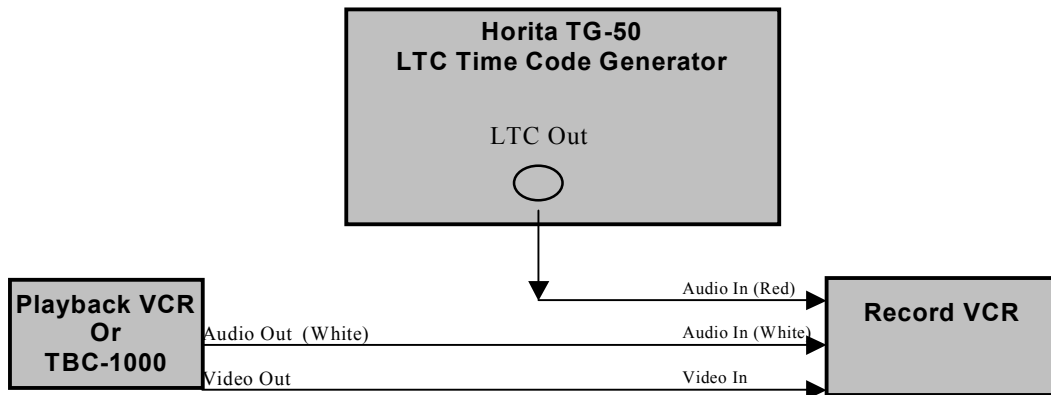 Horita TG-50
LTC Time Code Generator
LTC Out
Playback VCR
Or
TBC-1000
Audio Out (White)
Video Out
Audio In (Red)
Audio In (White)
Video In
Record VCR